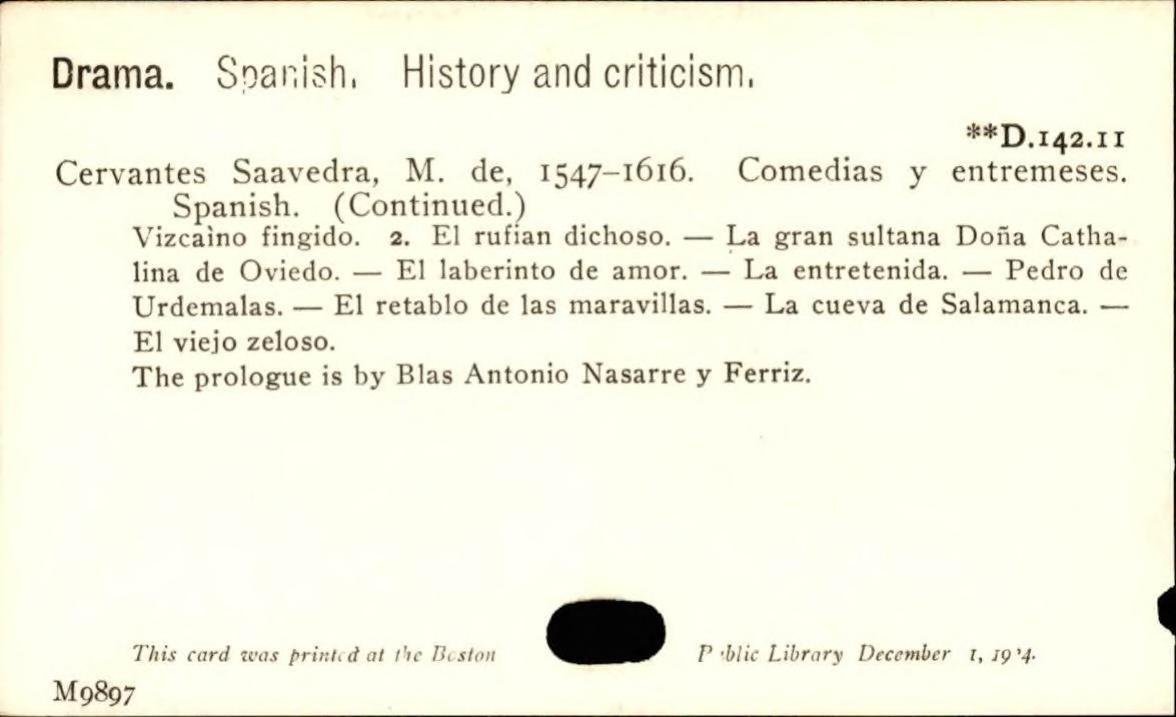 Drama. Spanish. History and criticism.
**D.142.11
Cervantes Saavedra, M. de, 1547–1616. Comedias y entremeses.
Spanish. (Continued.)
Vizcaìno fingido. 2. El rufian dichoso. — La gran sultana Doña Catha-
lina de Oviedo. — El laberinto de amor. — La entretenida. — Pedro de
Urdemalas. — El retablo de las maravillas. — La cueva de Salamanca. —
El viejo zeloso.
The prologue is by Blas Antonio Nasarre y Ferriz.
This card was printed at the Boston Public Library December 1,
M9897